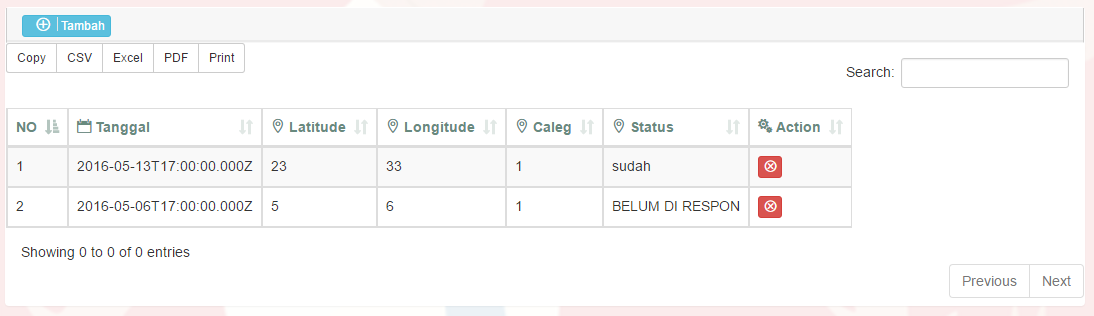 Tambah
Copy CSV Excel PDF Print
Search:
NO Tanggal Latitude Longitude Caleg Status Action
1 2016-05-13T17:00:00.000Z 23 33 1 sudah
2 2016-05-06T17:00:00.000Z 5 6 1 BELUM DI RESPON
Showing 0 to 0 of 0 entries
Previous Next